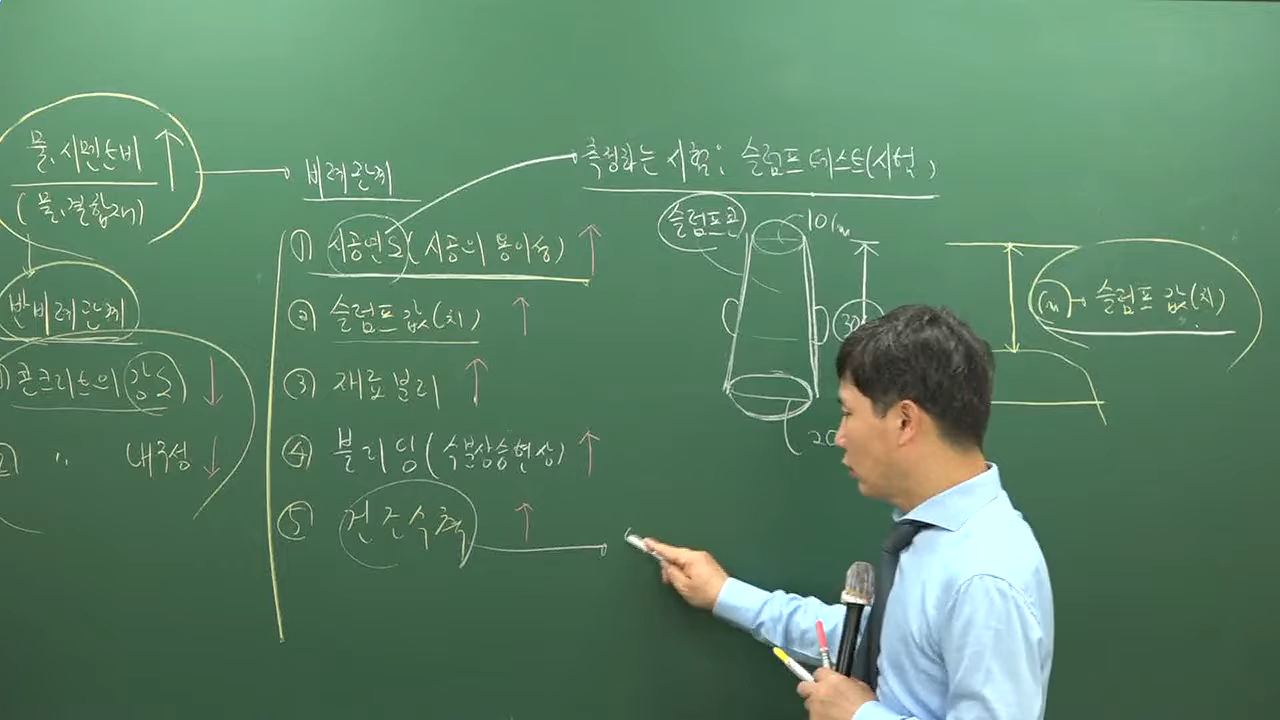 물.시멘트비 ↑
(물.결합재)
반비례관계
콘크리트의 강도 ↓
② 〃 내구성 ↓
비례관계
① 시공연도(시공의 용이성) ↑
② 슬럼프값(치) ↑
③ 재료분리 ↑
④ 블리딩(수분상승현상) ↑
⑤ 건조수축 ↑
측정하는 시험: 슬럼프테스트(시험)
슬럼프콘
10cm
30
20
cm → 슬럼프값(치)